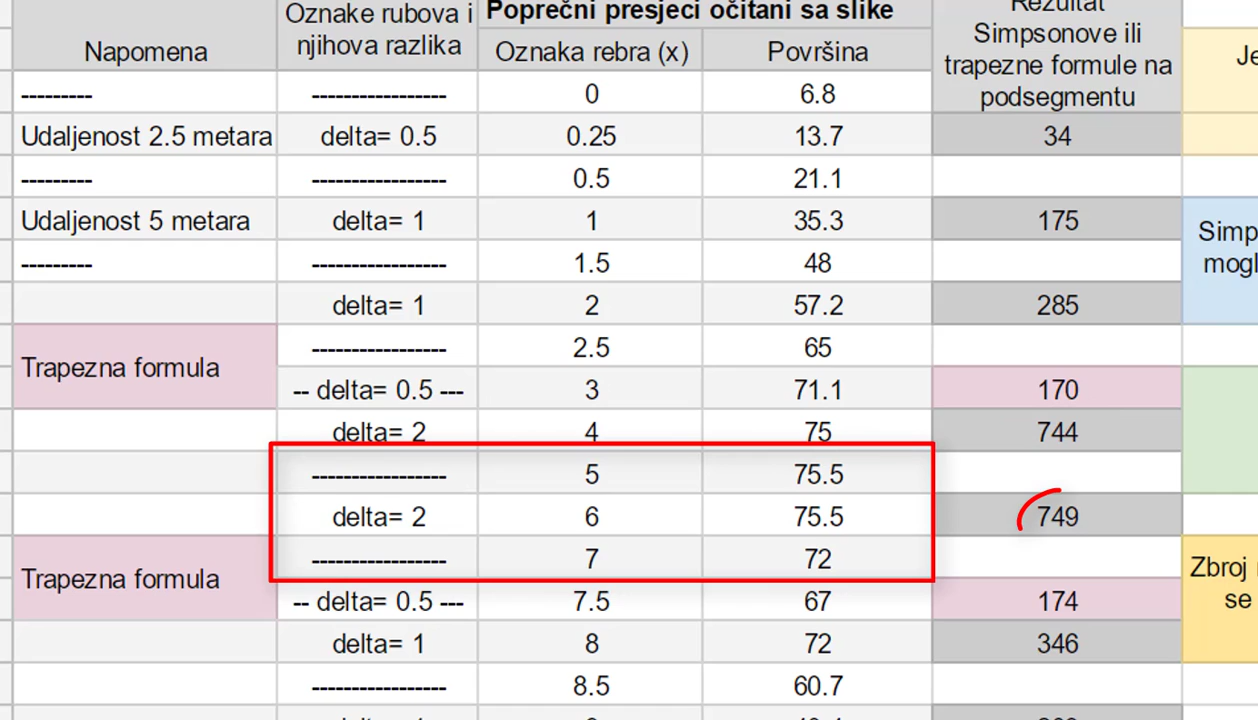 Napomena
Oznake rubova i
njihova razlika
Poprečni presjeci očitani sa slike
Oznaka rebra (x) Površina
Rezultat
Simpsonove ili
trapezne formule na
podsegmentu
Je
--------- ----------------- 0 6.8
Udaljenost 2.5 metara delta= 0.5 0.25 13.7 34
--------- ----------------- 0.5 21.1
Udaljenost 5 metara delta= 1 1 35.3 175
--------- ----------------- 1.5 48
delta= 1 2 57.2 285
Trapezna formula
----------------- 2.5 65
-- delta= 0.5 --- 3 71.1 170
delta= 2 4 75 744
----------------- 5 75.5
delta= 2 6 75.5 749
----------------- 7 72
Trapezna formula
-- delta= 0.5 --- 7.5 67 174
delta= 1 8 72 346
----------------- 8.5 60.7
Simp
mogl
Zbroj
se